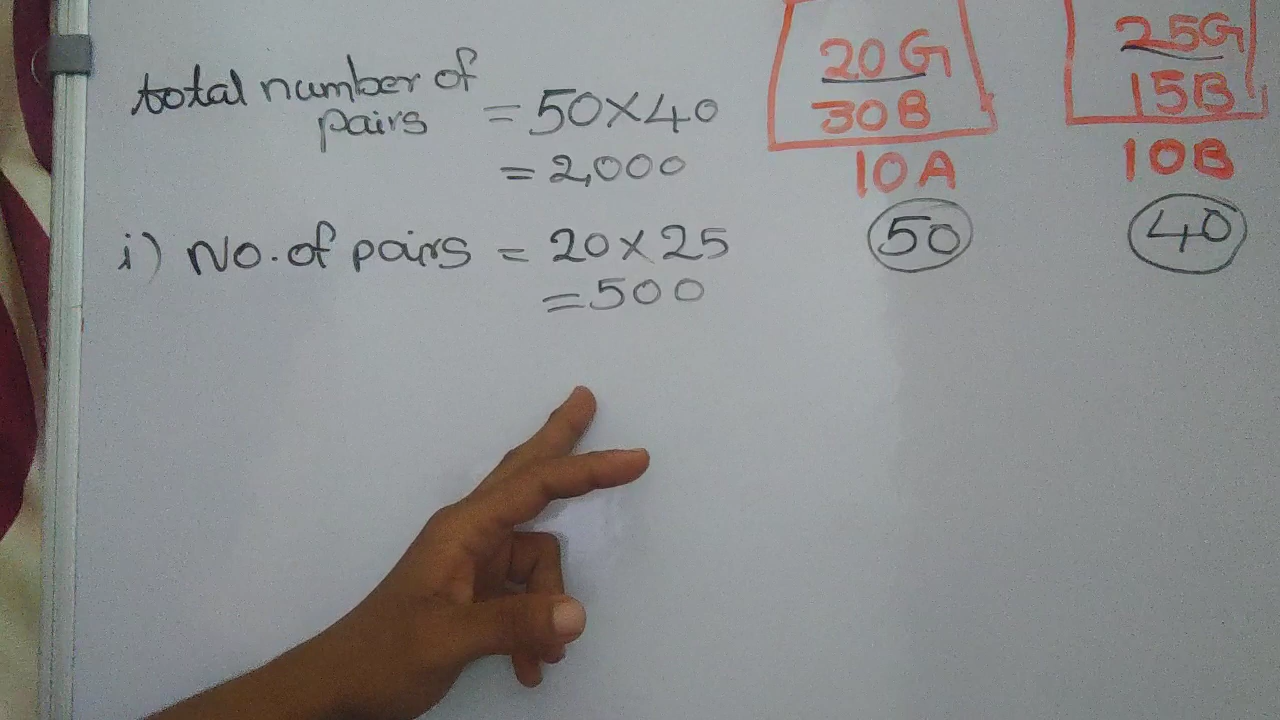 total number of
pairs = 50×40
= 2,000
i) No. of pairs = 20×25
= 500
20 G
30B
10A
50
25G
15B
10B
40